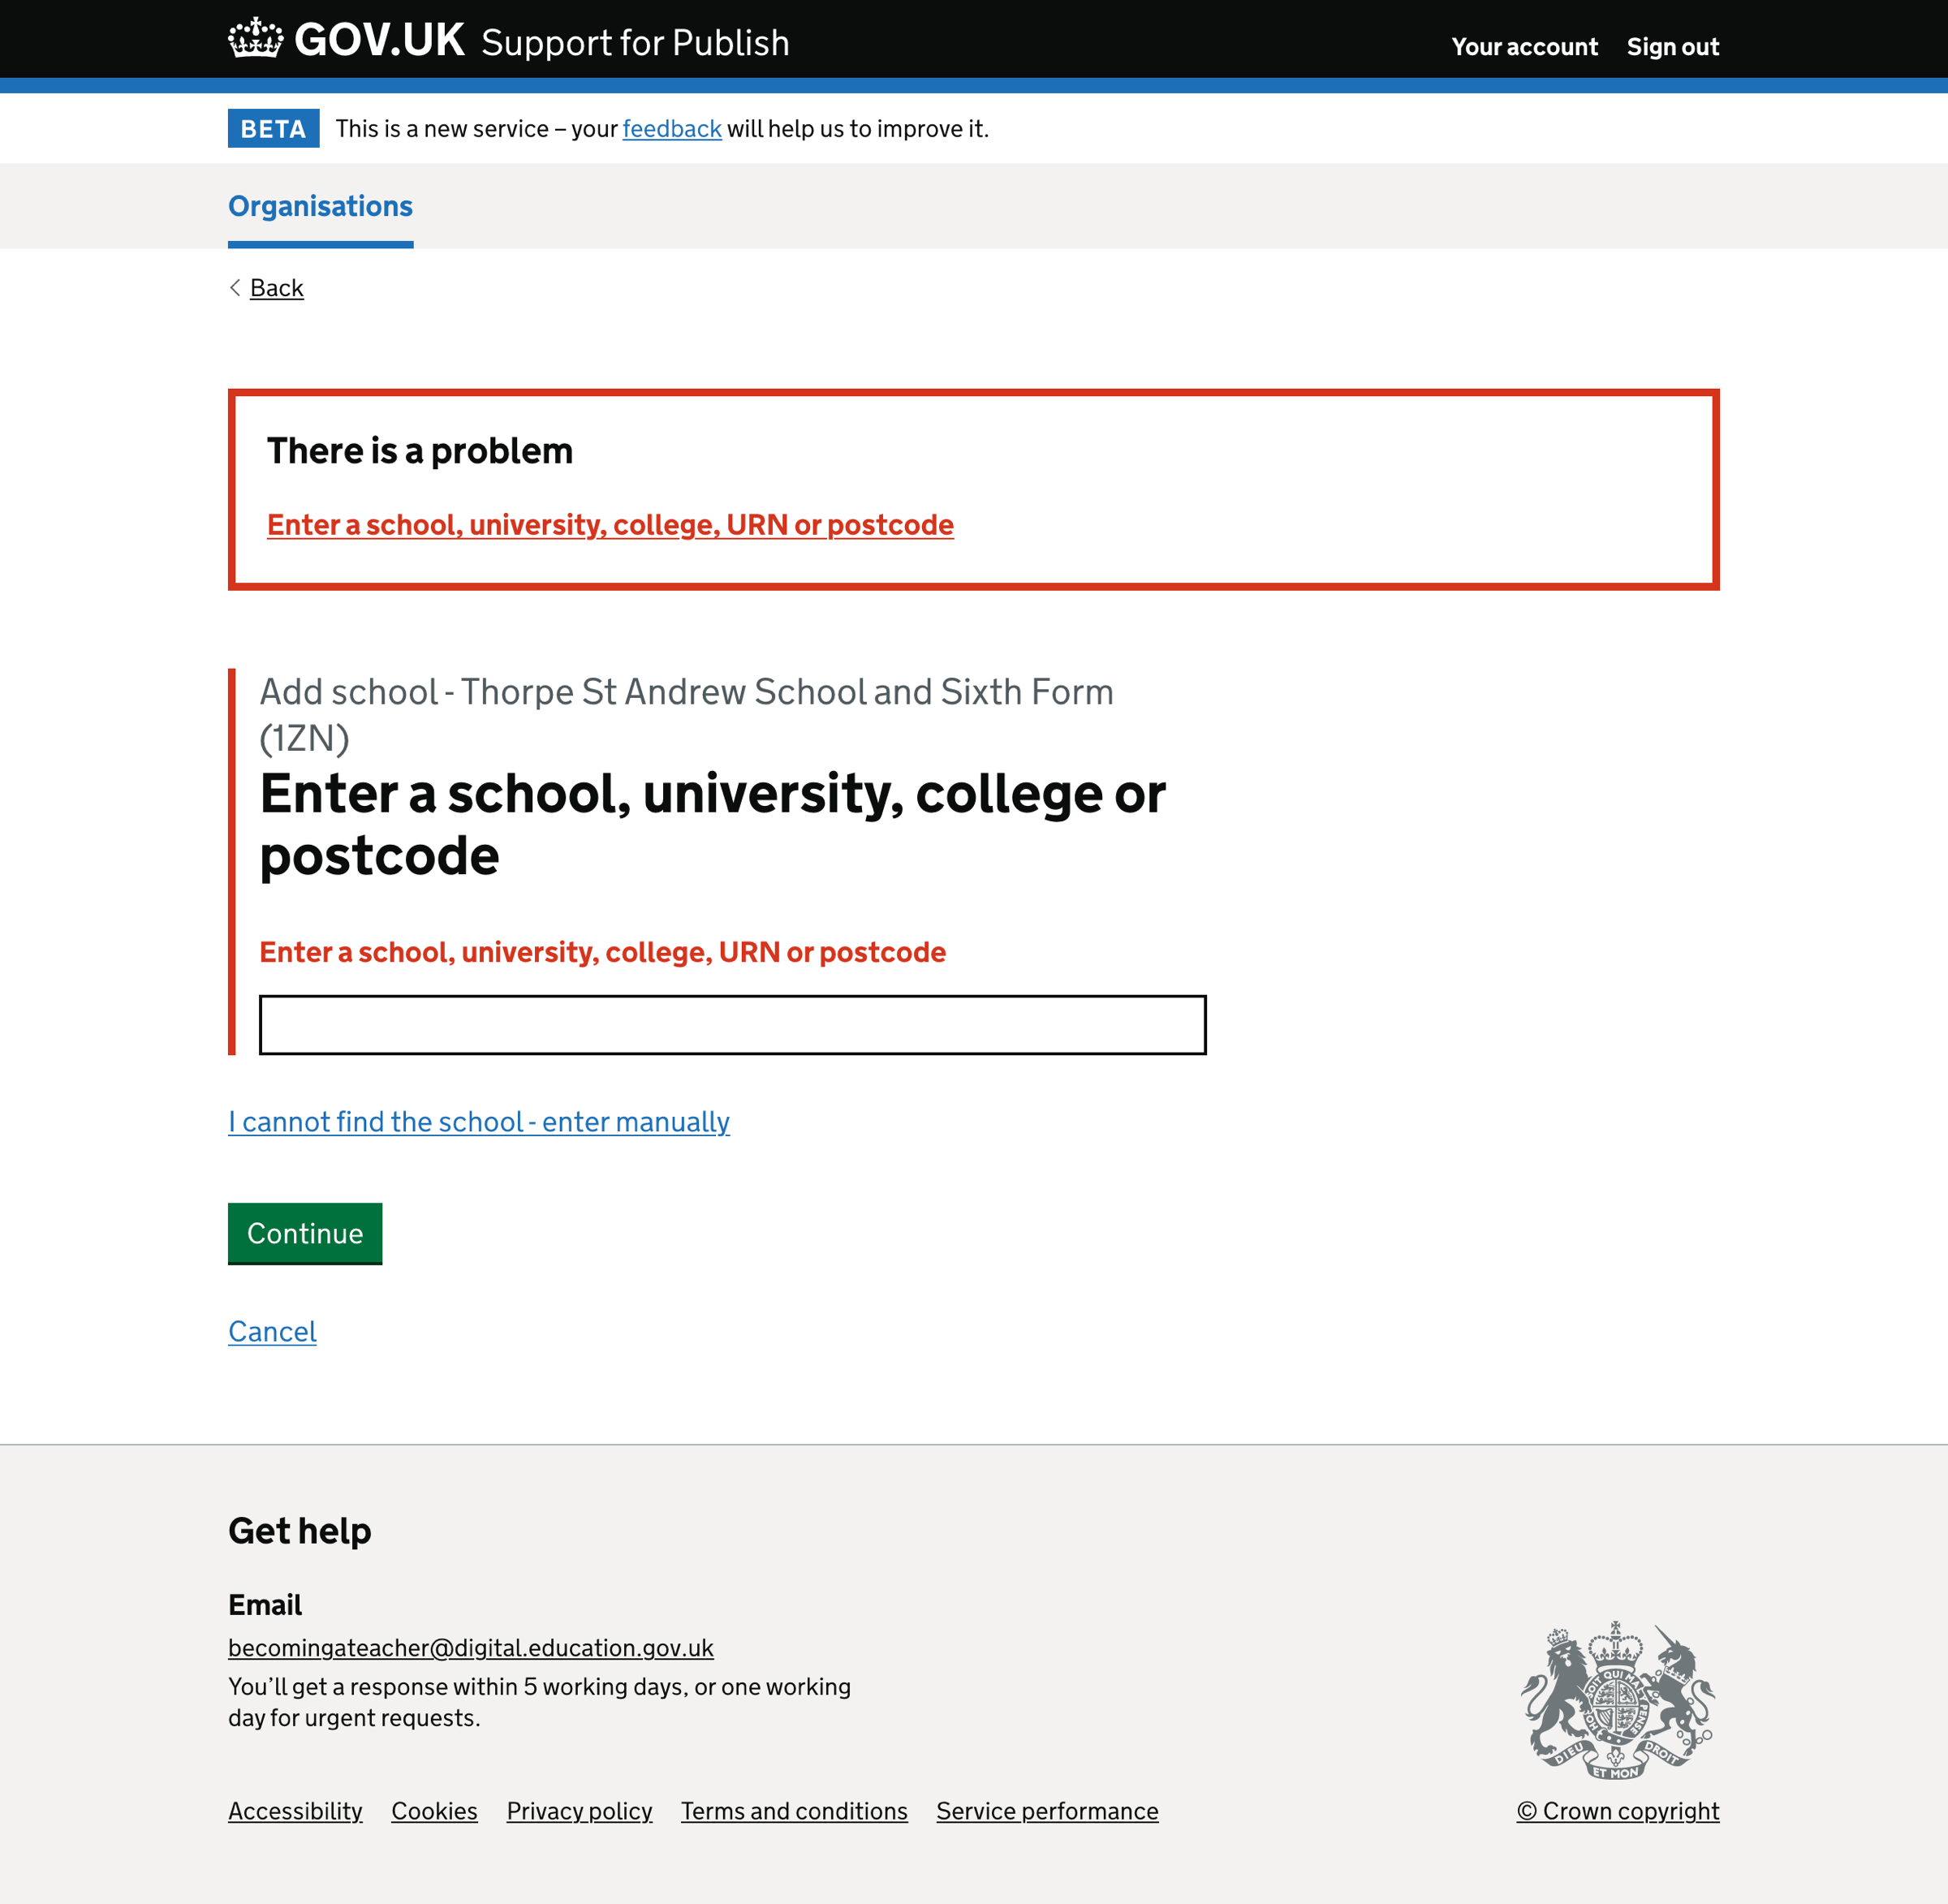 GOV.UK Support for Publish
Your account Sign out
BETA This is a new service – your feedback will help us to improve it.
Organisations
Back
There is a problem
Enter a school, university, college, URN or postcode
Add school - Thorpe St Andrew School and Sixth Form
(1ZN)
Enter a school, university, college or
postcode
Enter a school, university, college, URN or postcode
I cannot find the school - enter manually
Continue
Cancel
Get help
Email
becomingateacher@digital.education.gov.uk
You’ll get a response within 5 working days, or one working
day for urgent requests.
DIEU ET MON DROIT
Accessibility Cookies Privacy policy Terms and conditions Service performance
© Crown copyright